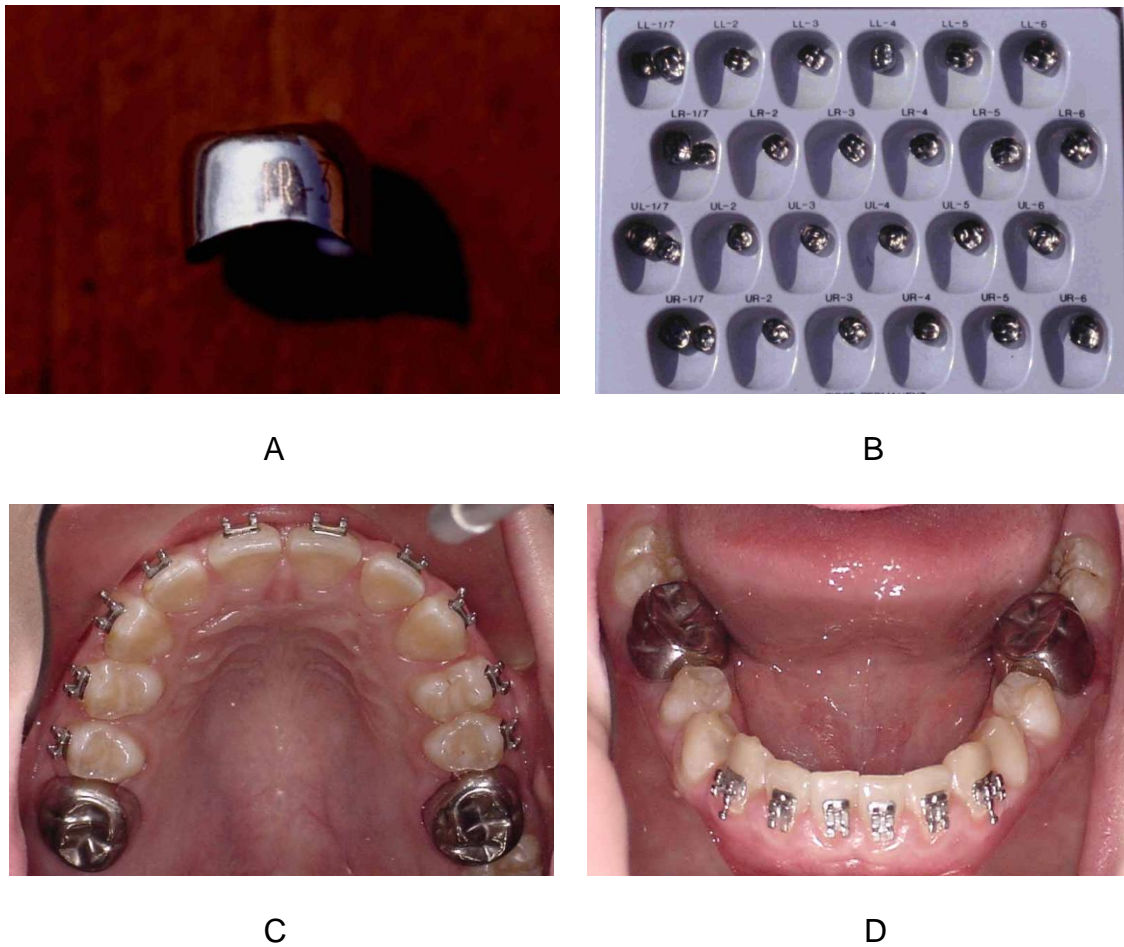 LL-1/7 LL-2 LL-3 LL-4 LL-5 LL-6
LR-1/7 LR-2 LR-3 LR-4 LR-5 LR-6
UL-1/7 UL-2 UL-3 UL-4 UL-5 UL-6
UR-1/7 UR-2 UR-3 UR-4 UR-5 UR-6
A
B
C
D